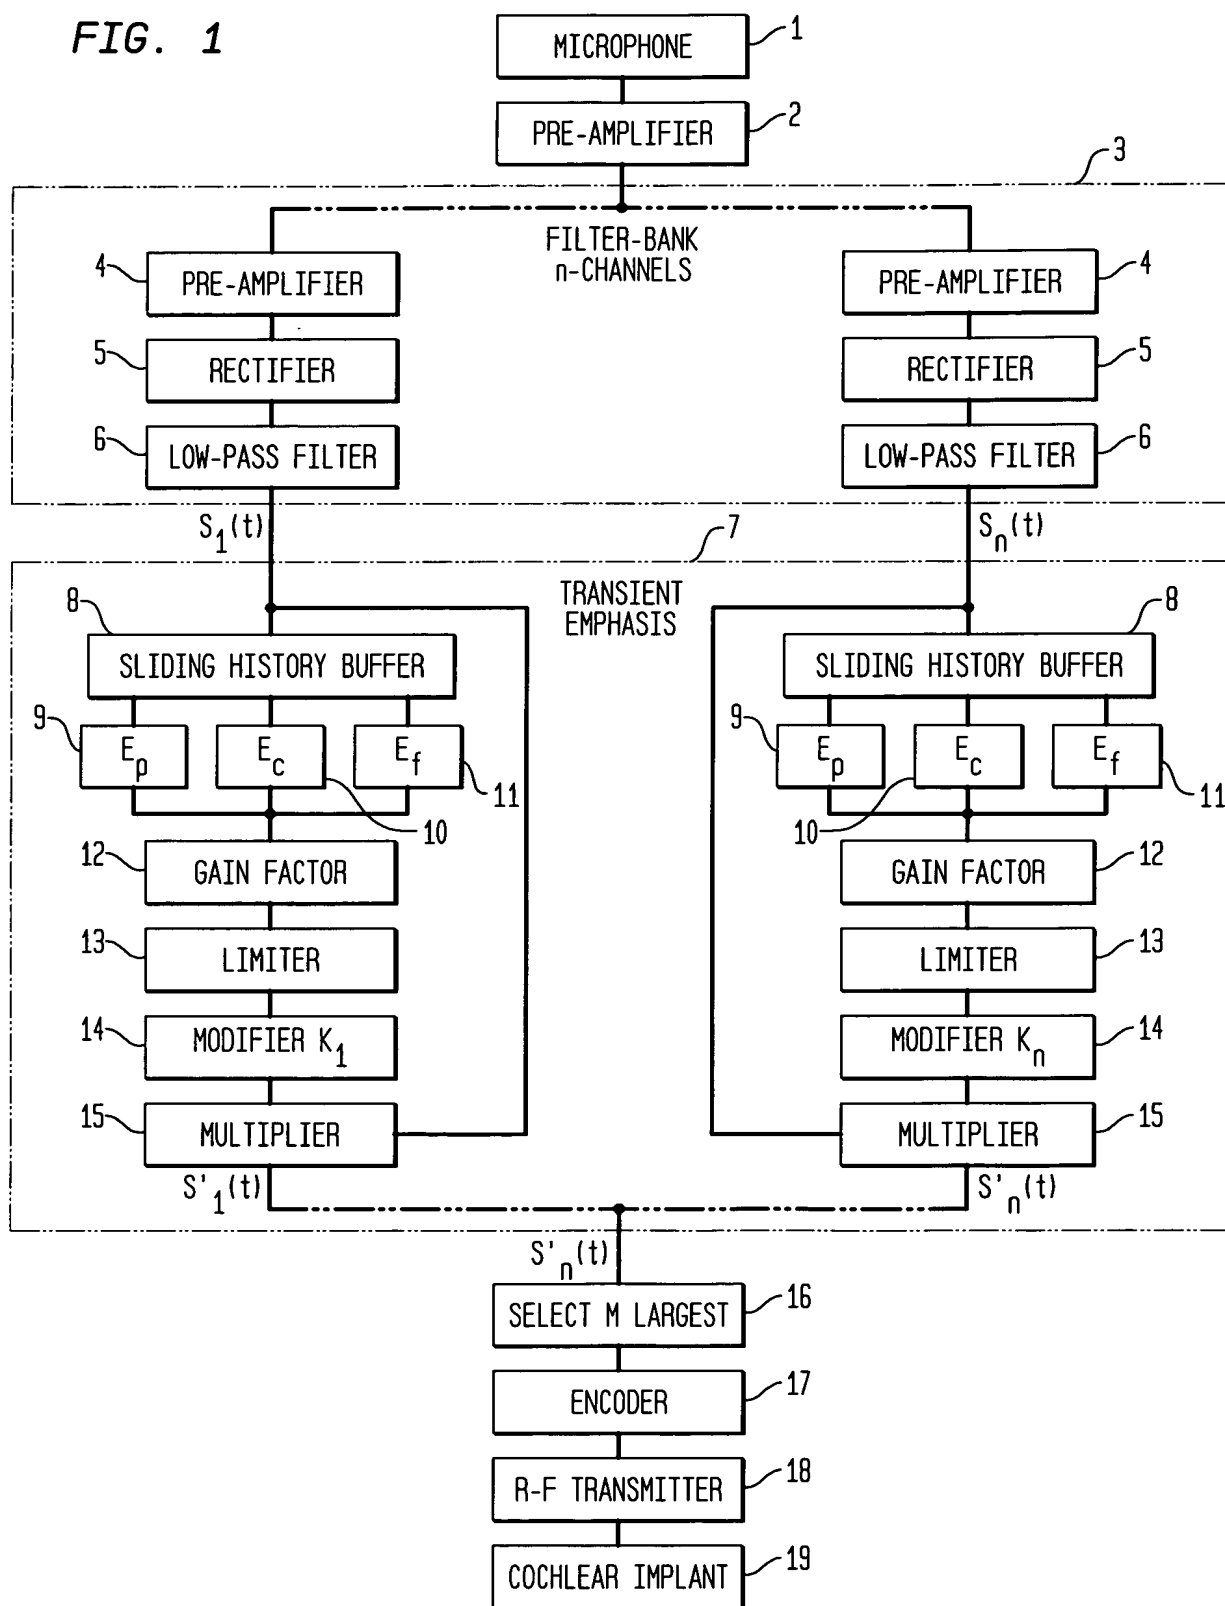 FIG. 1
MICROPHONE
1
PRE-AMPLIFIER
2
3
FILTER-BANK
n-CHANNELS
4
PRE-AMPLIFIER
PRE-AMPLIFIER
4
5
RECTIFIER
RECTIFIER
5
6
LOW-PASS FILTER
LOW-PASS FILTER
6
S1(t)
Sn(t)
7
TRANSIENT
EMPHASIS
8
SLIDING HISTORY BUFFER
8
SLIDING HISTORY BUFFER
9
Ep
Ec
Ef
11
10
9
Ep
Ec
Ef
11
10
12
GAIN FACTOR
GAIN FACTOR
12
13
LIMITER
LIMITER
13
14
MODIFIER K1
MODIFIER Kn
14
15
MULTIPLIER
MULTIPLIER
15
S'1(t)
S'n(t)
S'n(t)
SELECT M LARGEST
16
ENCODER
17
R-F TRANSMITTER
18
COCHLEAR IMPLANT
19